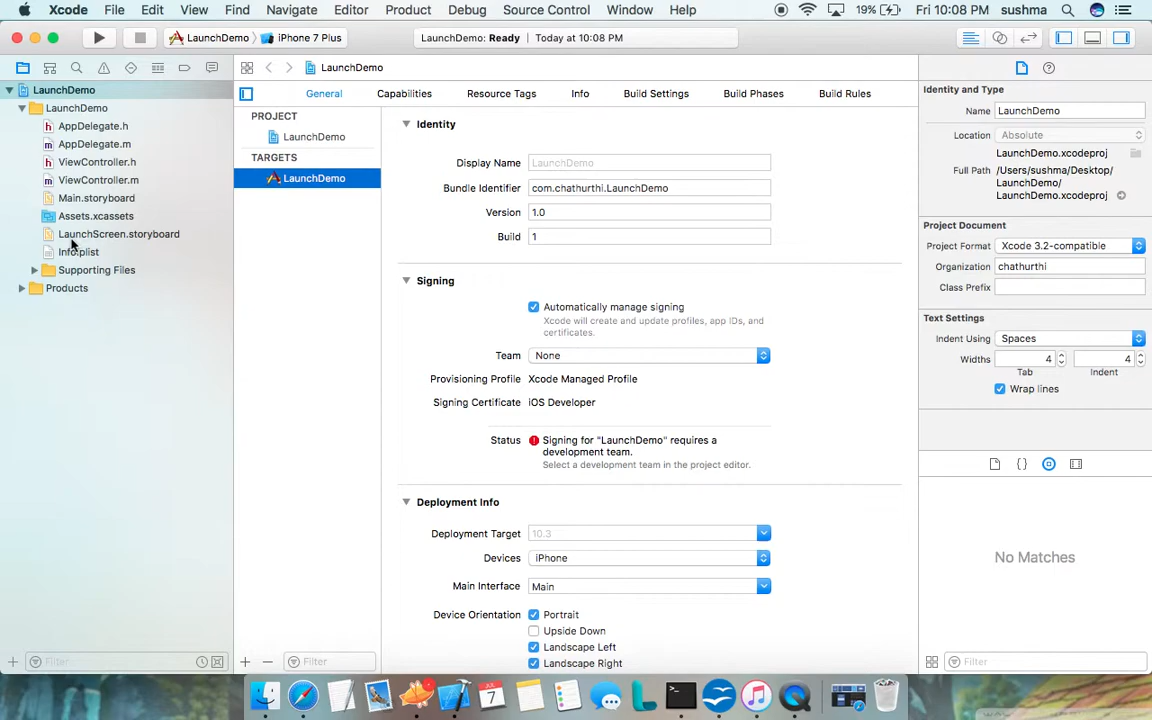 Xcode File Edit View Find Navigate Editor Product Debug Source Control Window Help 19% Fri 10:08 PM sushma
LaunchDemo iPhone 7 Plus LaunchDemo: Ready Today at 10:08 PM
LaunchDemo
LaunchDemo
AppDelegate.h
AppDelegate.m
ViewController.h
ViewController.m
Main.storyboard
Assets.xcassets
LaunchScreen.storyboard
Info.plist
Supporting Files
Products
Filter
LaunchDemo
General Capabilities Resource Tags Info Build Settings Build Phases Build Rules
PROJECT
LaunchDemo
TARGETS
LaunchDemo
Filter
Identity
Display Name LaunchDemo
Bundle Identifier com.chathurthi.LaunchDemo
Version 1.0
Build 1
Signing
Automatically manage signing
Xcode will create and update profiles, app IDs, and
certificates.
Team None
Provisioning Profile Xcode Managed Profile
Signing Certificate iOS Developer
Status Signing for "LaunchDemo" requires a
development team.
Select a development team in the project editor.
Deployment Info
Deployment Target 10.3
Devices iPhone
Main Interface Main
Device Orientation Portrait
Upside Down
Landscape Left
Landscape Right
Identity and Type
Name LaunchDemo
Location Absolute
LaunchDemo.xcodeproj
Full Path /Users/sushma/Desktop/
LaunchDemo/
LaunchDemo.xcodeproj
Project Document
Project Format Xcode 3.2-compatible
Organization chathurthi
Class Prefix
Text Settings
Indent Using Spaces
Widths 4 4
Tab Indent
Wrap lines
{ }
No Matches
Filter
7